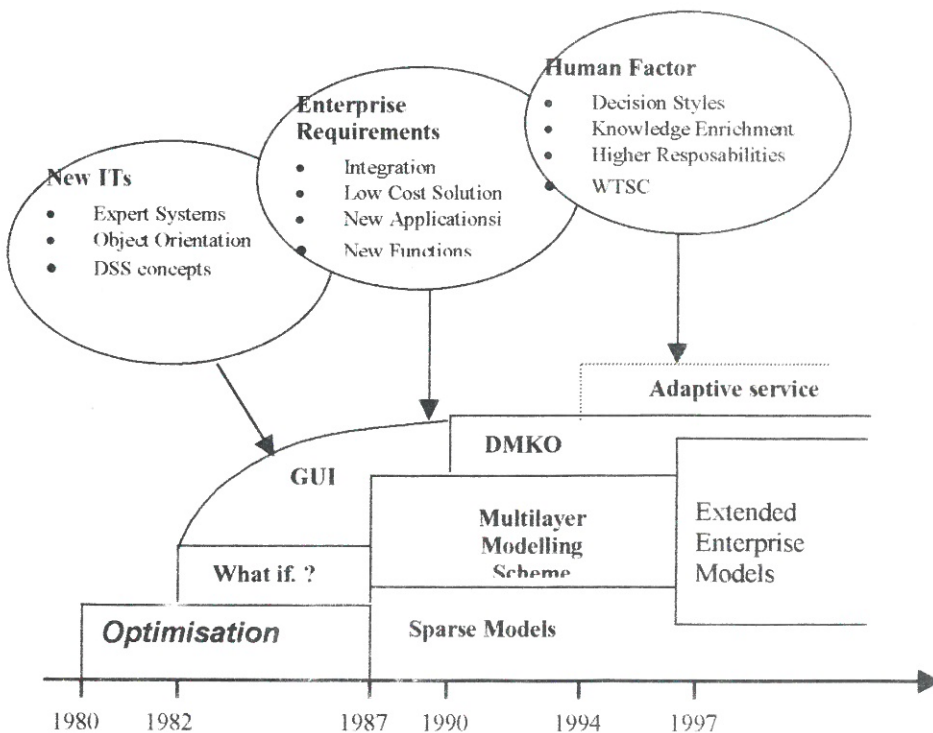 Human Factor
• Decision Styles
• Knowledge Enrichment
• Higher Resposabilities
• WTSC
Enterprise
Requirements
• Integration
• Low Cost Solution
• New Applicationsi
• New Functions
New ITs
• Expert Systems
• Object Orientation
• DSS concepts
Adaptive service
DMKO
GUI
Multilayer
Modelling
Scheme
Extended
Enterprise
Models
What if. ?
Optimisation
Sparse Models
1980
1982
1987
1990
1994
1997